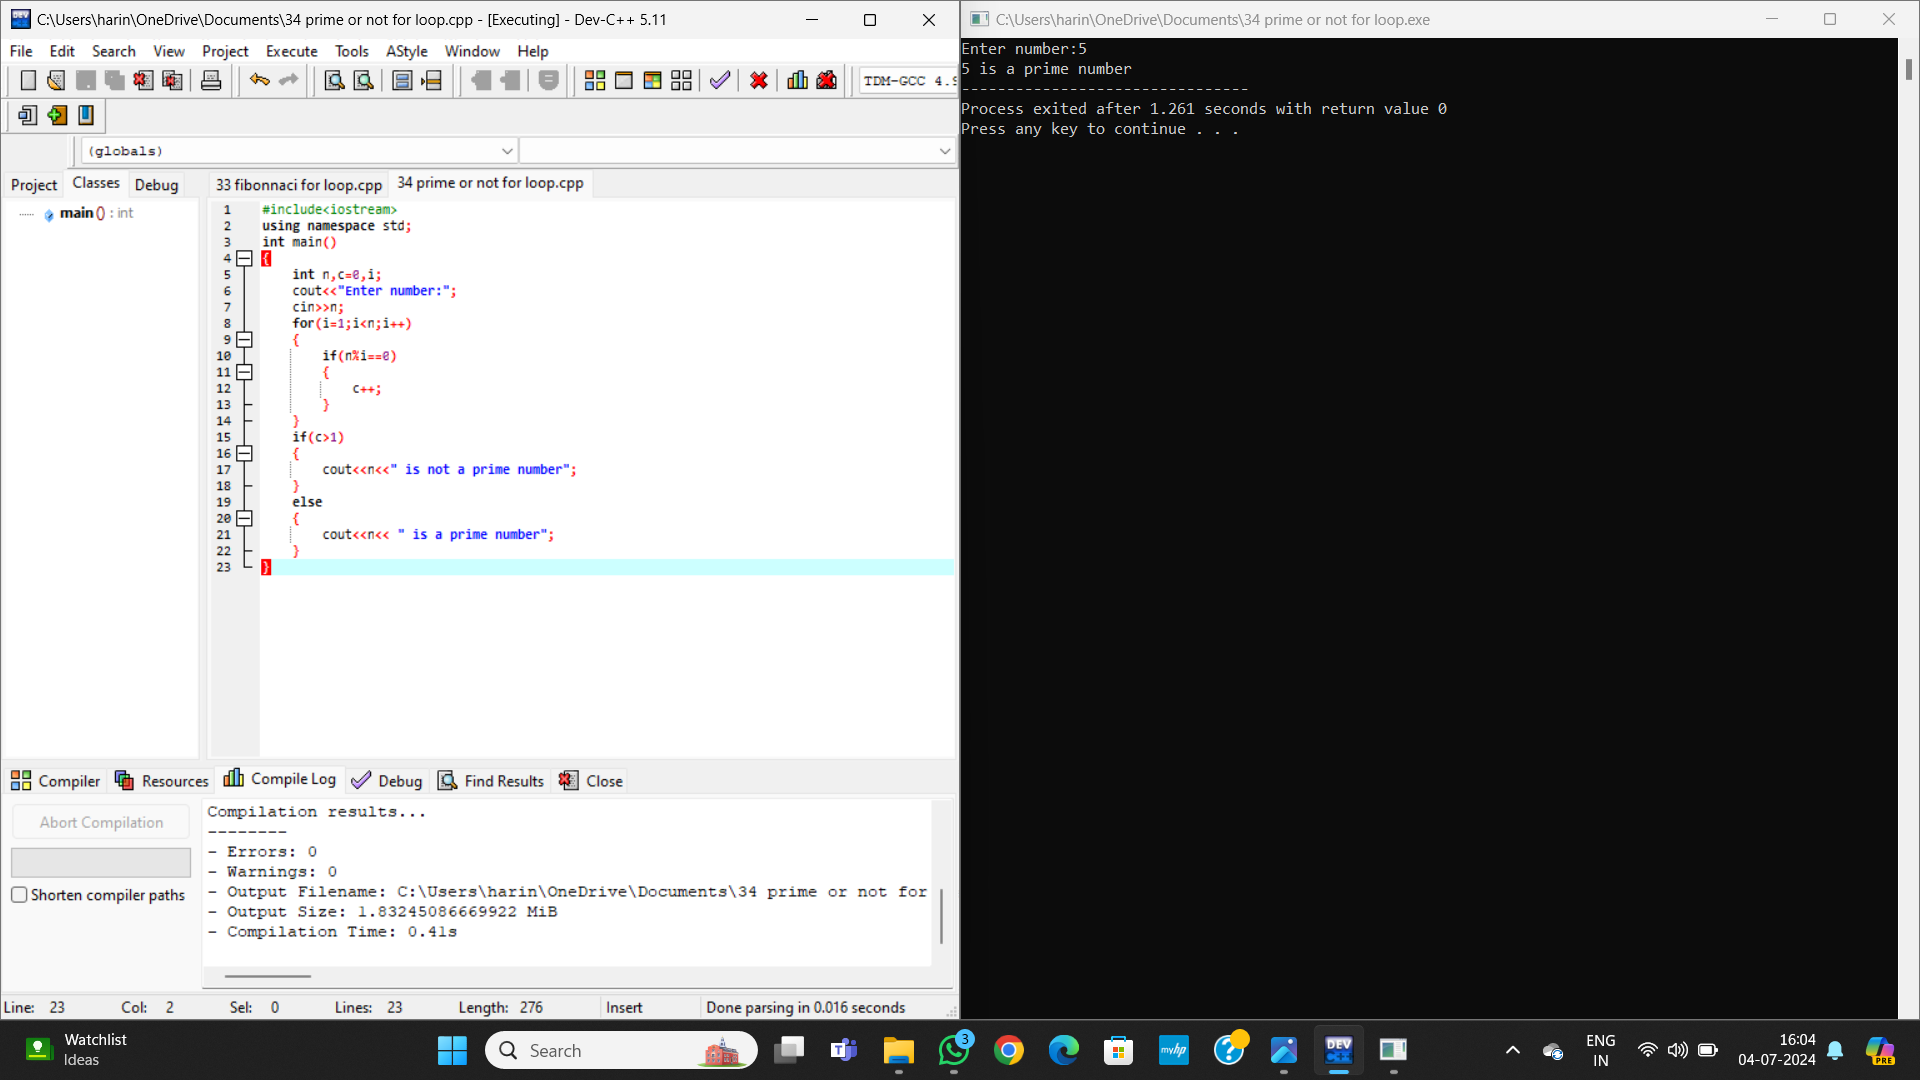 C:\Users\harin\OneDrive\Documents\34 prime or not for loop.cpp - [Executing] - Dev-C++ 5.11
File Edit Search View Project Execute Tools AStyle Window Help
TDM-GCC 4.9
(globals)
Project Classes Debug
33 fibonnaci for loop.cpp 34 prime or not for loop.cpp
main () : int
1 #include<iostream>
2 using namespace std;
3 int main()
4 {
5 int n,c=0,i;
6 cout<<"Enter number:";
7 cin>>n;
8 for(i=1;i<n;i++)
9 {
10 if(n%i==0)
11 {
12 c++;
13 }
14 }
15 if(c>1)
16 {
17 cout<<n<<" is not a prime number";
18 }
19 else
20 {
21 cout<<n<< " is a prime number";
22 }
23 }
Compiler Resources Compile Log Debug Find Results Close
Abort Compilation
Shorten compiler paths
Compilation results...
--------
- Errors: 0
- Warnings: 0
- Output Filename: C:\Users\harin\OneDrive\Documents\34 prime or not for
- Output Size: 1.83245086669922 MiB
- Compilation Time: 0.41s
Line: 23 Col: 2 Sel: 0 Lines: 23 Length: 276 Insert Done parsing in 0.016 seconds
C:\Users\harin\OneDrive\Documents\34 prime or not for loop.exe
Enter number:5
5 is a prime number
--------------------------------
Process exited after 1.261 seconds with return value 0
Press any key to continue . . .
Watchlist
Ideas
Search
3
myhp
DEV
C++
ENG
IN
16:04
04-07-2024
PRE